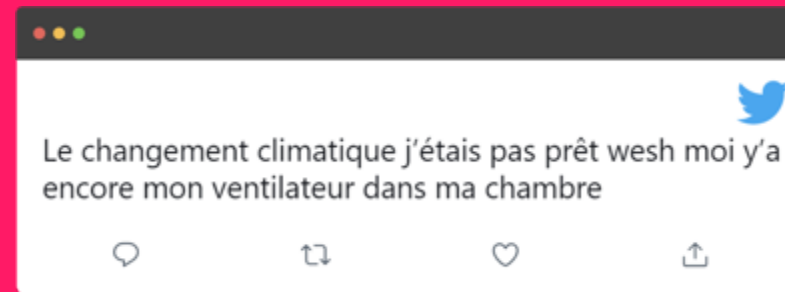 Le changement climatique j'étais pas prêt wesh moi y'a
encore mon ventilateur dans ma chambre